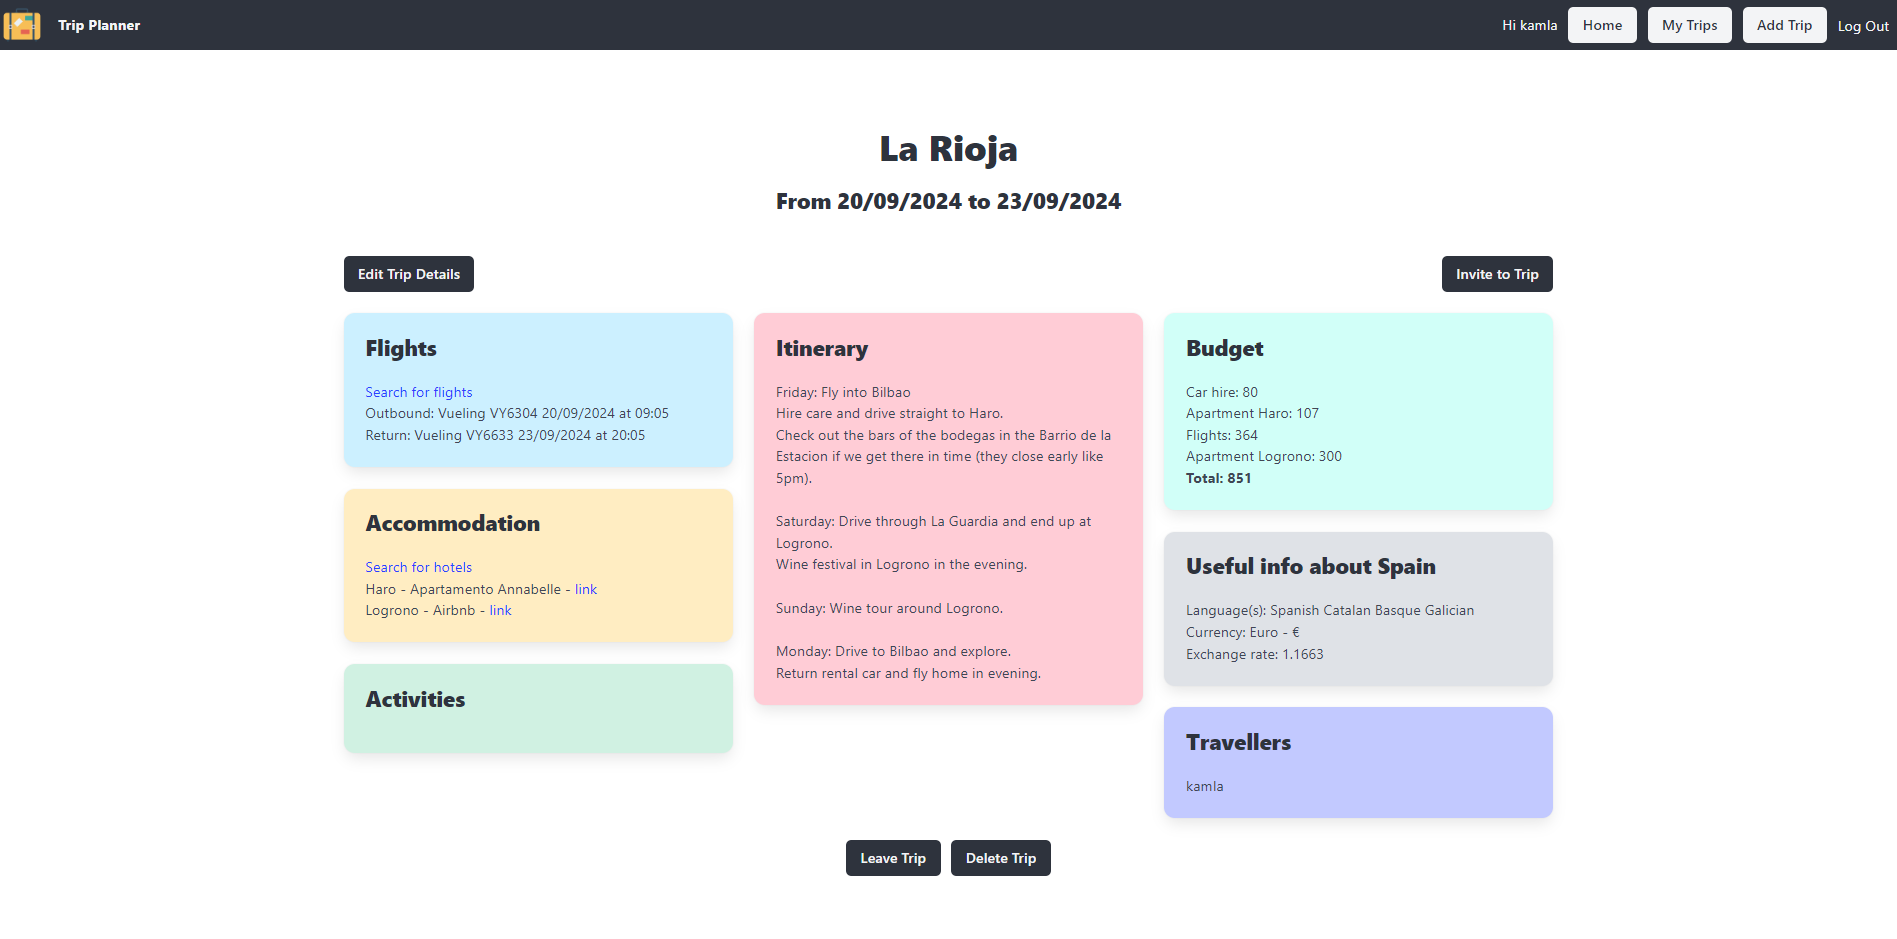 Trip Planner
Hi kamla
Home
My Trips
Add Trip
Log Out
La Rioja
From 20/09/2024 to 23/09/2024
Edit Trip Details
Invite to Trip
Flights
Search for flights
Outbound: Vueling VY6304 20/09/2024 at 09:05
Return: Vueling VY6633 23/09/2024 at 20:05
Accommodation
Search for hotels
Haro - Apartamento Annabelle - link
Logrono - Airbnb - link
Activities
Itinerary
Friday: Fly into Bilbao
Hire care and drive straight to Haro.
Check out the bars of the bodegas in the Barrio de la
Estacion if we get there in time (they close early like
5pm).
Saturday: Drive through La Guardia and end up at
Logrono.
Wine festival in Logrono in the evening.
Sunday: Wine tour around Logrono.
Monday: Drive to Bilbao and explore.
Return rental car and fly home in evening.
Budget
Car hire: 80
Apartment Haro: 107
Flights: 364
Apartment Logrono: 300
Total: 851
Useful info about Spain
Language(s): Spanish Catalan Basque Galician
Currency: Euro - €
Exchange rate: 1.1663
Travellers
kamla
Leave Trip
Delete Trip